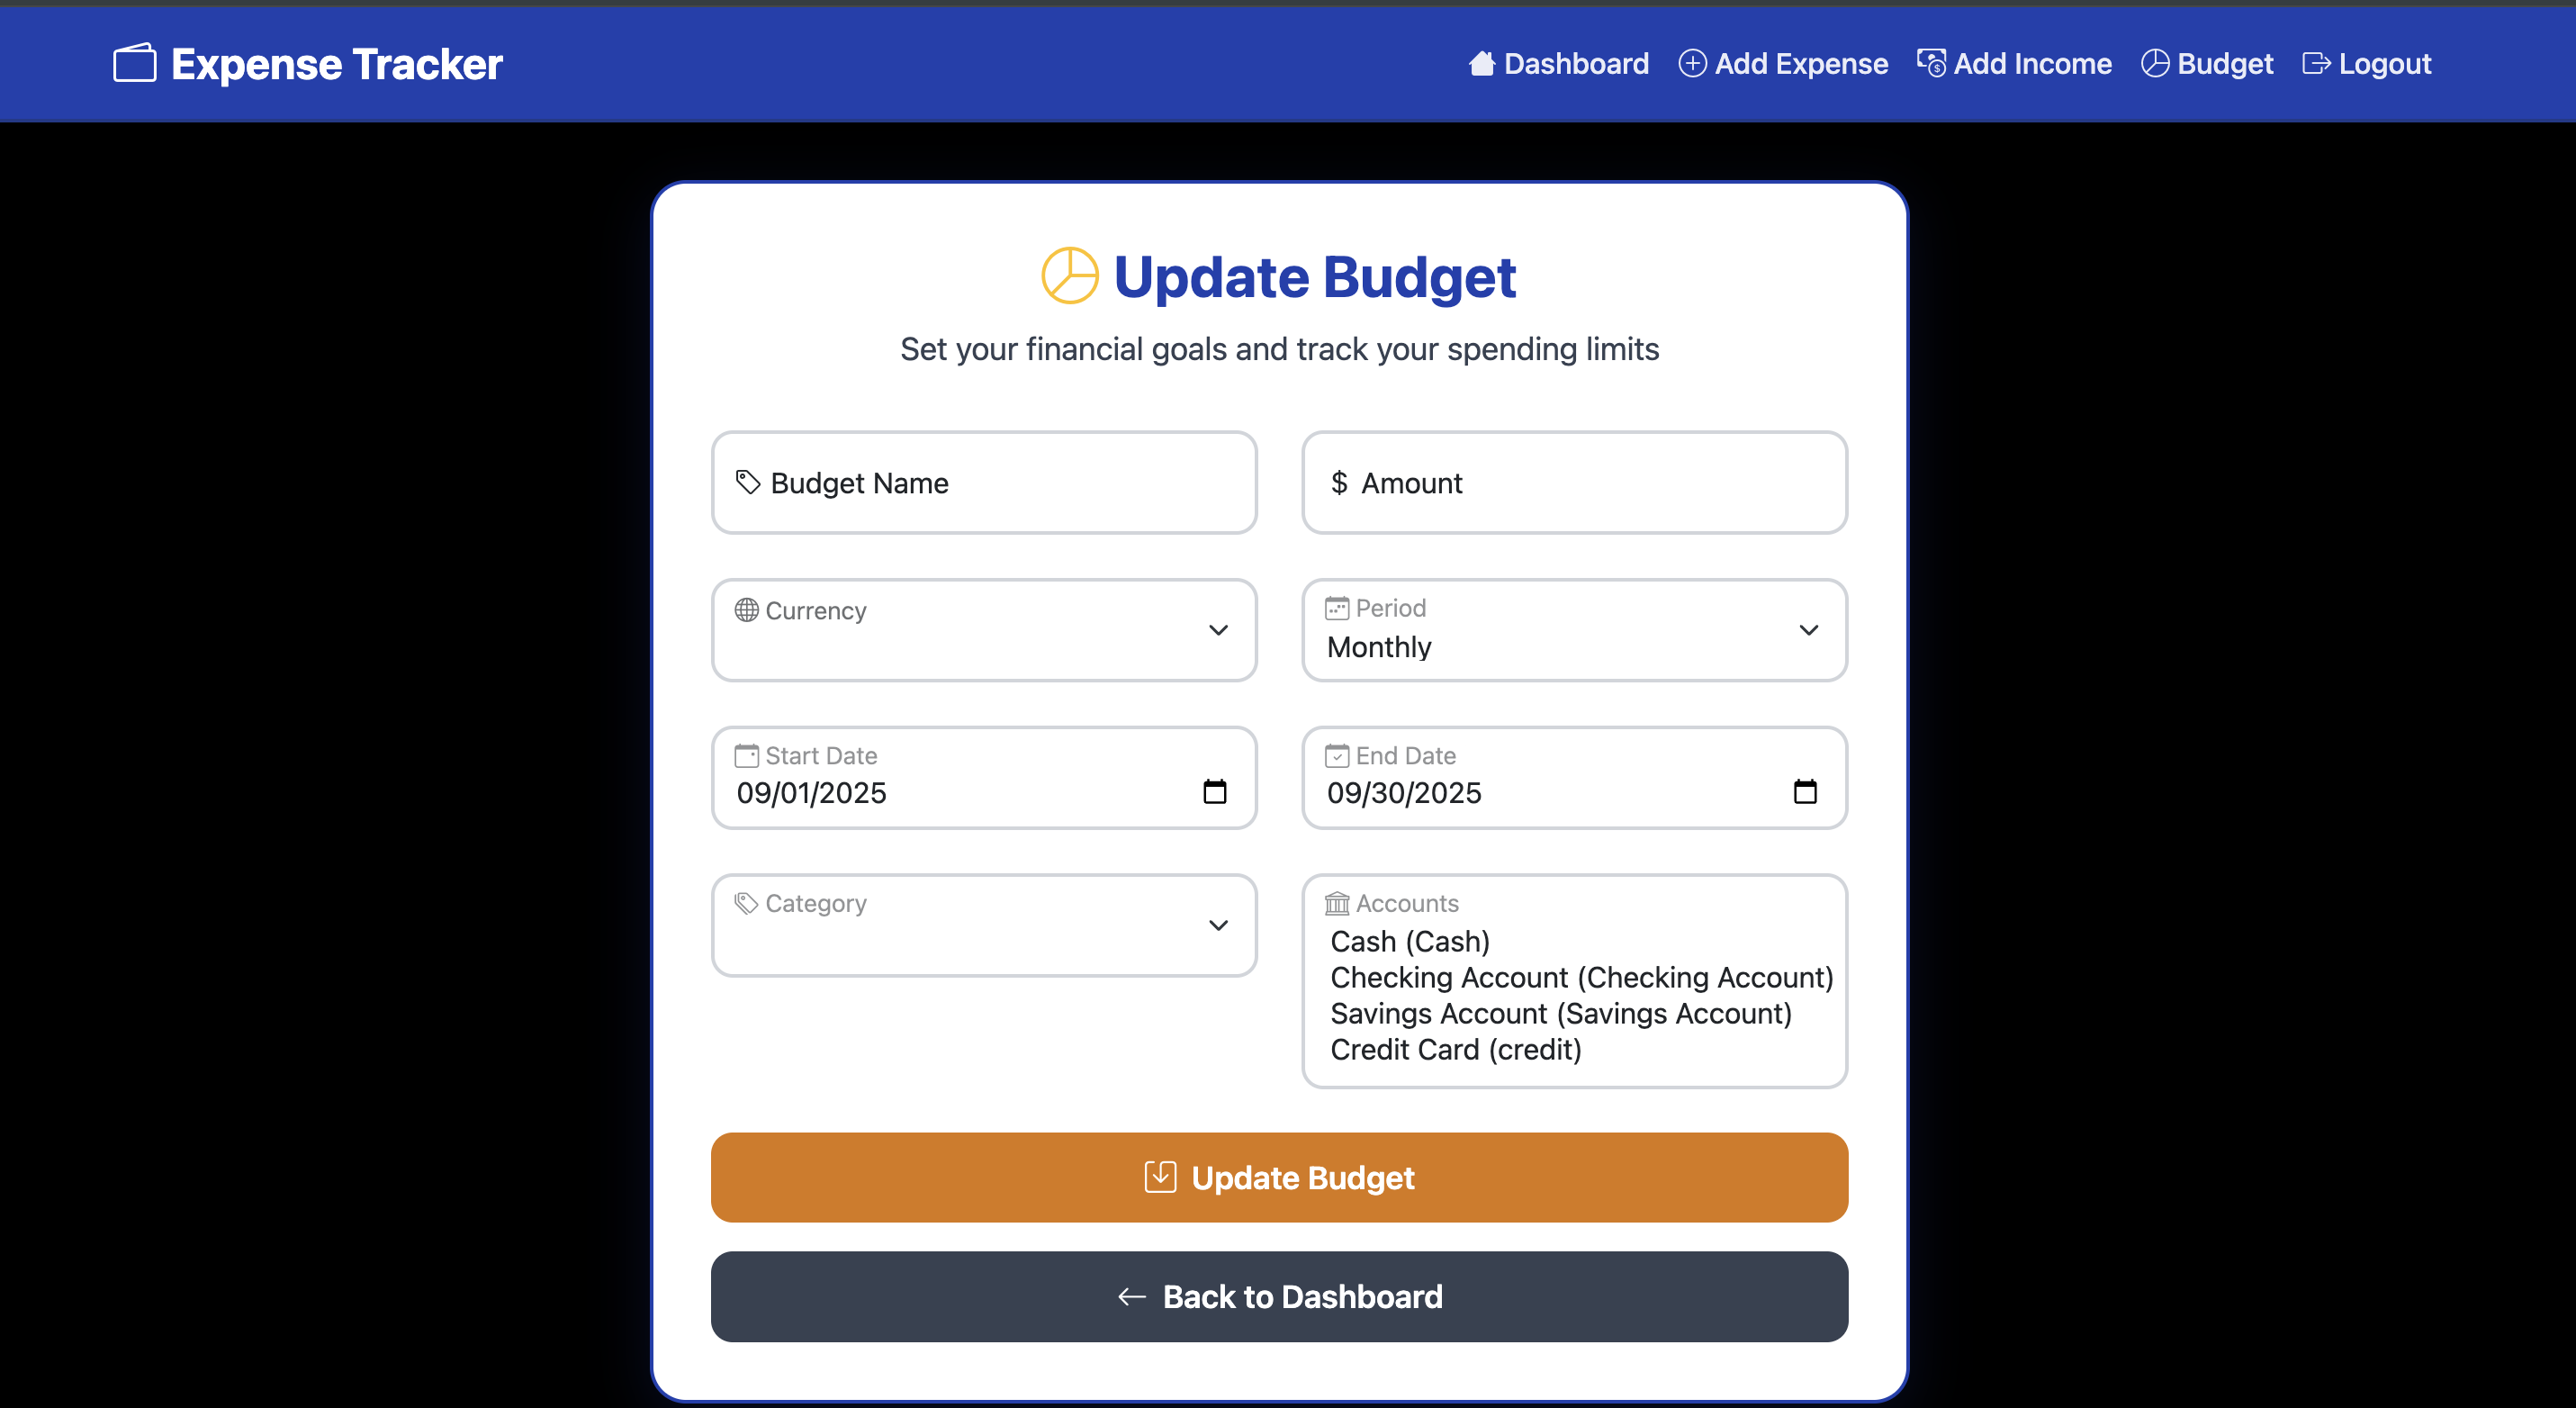 Expense Tracker
Dashboard Add Expense Add Income Budget Logout
Update Budget
Set your financial goals and track your spending limits
Budget Name
$ Amount
Currency
Period
Monthly
Start Date
09/01/2025
End Date
09/30/2025
Category
Accounts
Cash (Cash)
Checking Account (Checking Account)
Savings Account (Savings Account)
Credit Card (credit)
Update Budget
Back to Dashboard